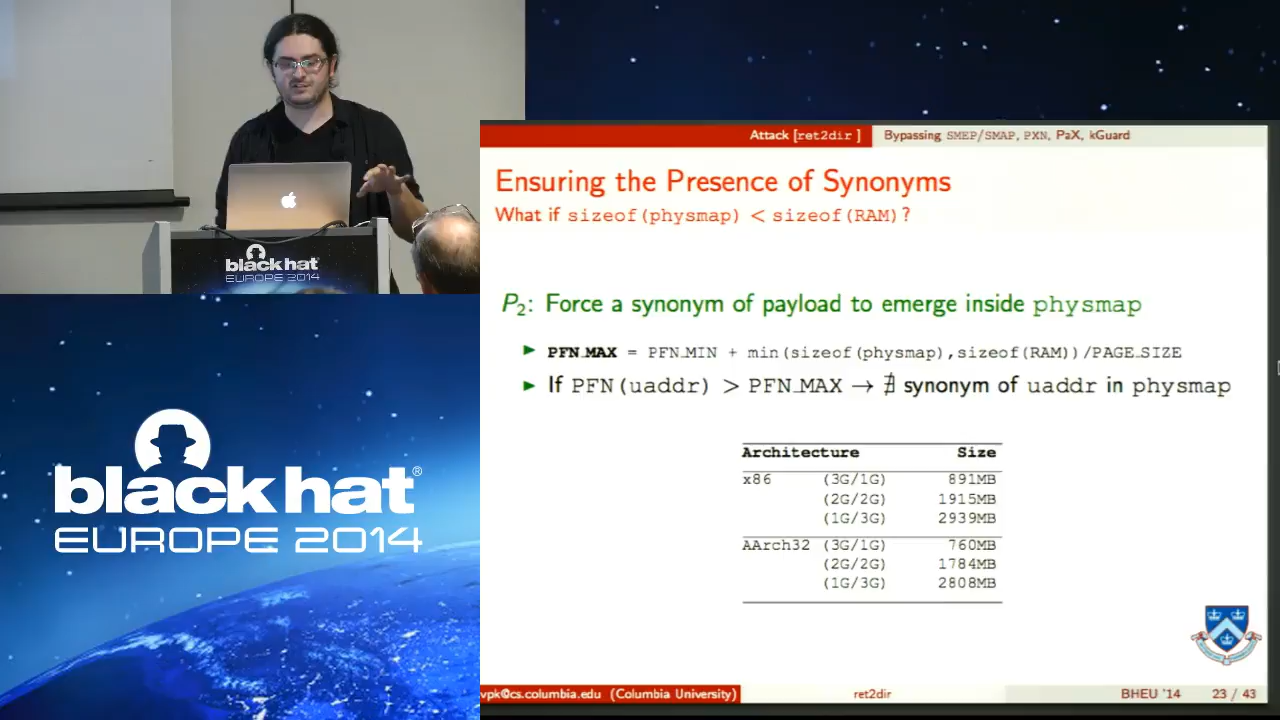 black hat
EUROPE 2014
black hat®
EUROPE 2014
Attack [ret2dir ] Bypassing SMEP/SMAP, PXN, PaX, kGuard
Ensuring the Presence of Synonyms
What if sizeof(physmap) < sizeof(RAM)?
P2: Force a synonym of payload to emerge inside physmap
► PFN_MAX = PFN_MIN + min(sizeof(physmap),sizeof(RAM))/PAGE_SIZE
► If PFN(uaddr) > PFN_MAX → ∄ synonym of uaddr in physmap
Architecture Size
x86 (3G/1G) 891MB
(2G/2G) 1915MB
(1G/3G) 2939MB
AArch32 (3G/1G) 760MB
(2G/2G) 1784MB
(1G/3G) 2808MB
vpk@cs.columbia.edu (Columbia University) ret2dir BHEU '14 23 / 43